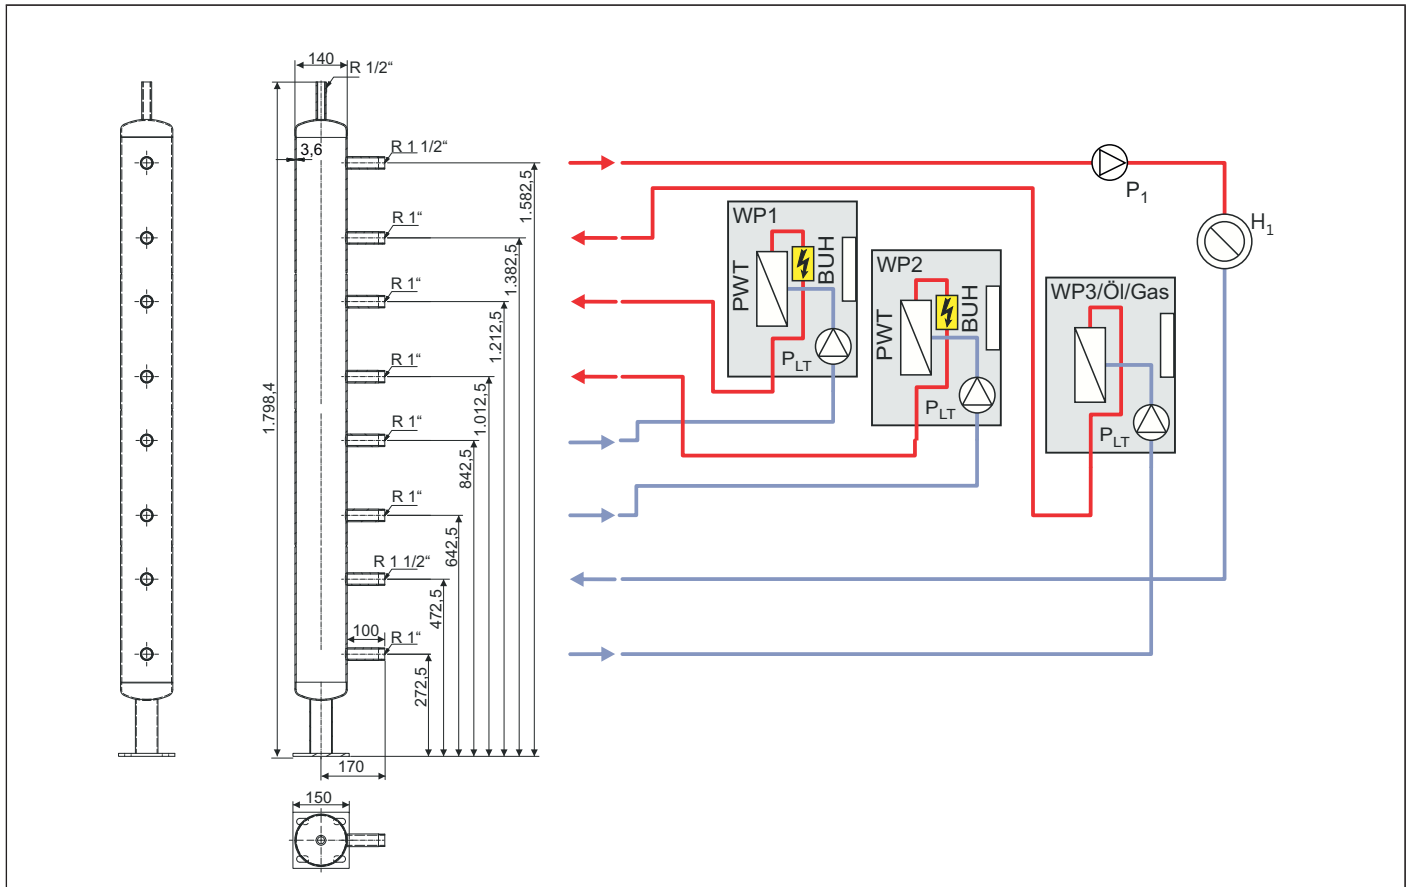 140
R 1/2“
R 1 1/2“
3,6
P1
1.582,5
WP1
R 1“
H1
1.382,5
BUH
PWT
WP2
R 1“
WP3/Öl/Gas
1.212,5
BUH
PWT
R 1“
PLT
1.012,5
1.798,4
R 1“
PLT
PLT
842,5
R 1“
642,5
R 1 1/2“
472,5
100
R 1“
272,5
170
150